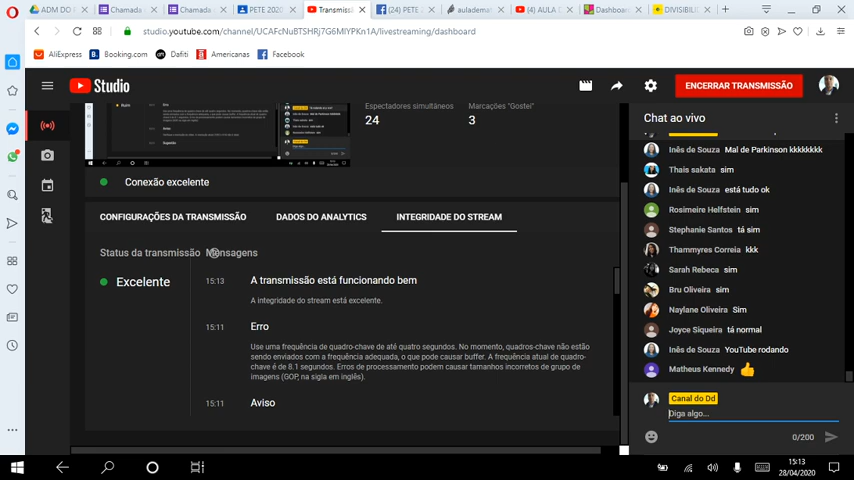 ADM DO F
Chamada
Chamada
PETE 2020
Transmiss
(24) PETE
aulademat
(4) AULA D
Dashboar
DIVISIBILE
studio.youtube.com/channel/UCAFcNuBTSHRj7G6MlYPKn1A/livestreaming/dashboard
AliExpress
Booking.com
Dafiti
Americanas
Facebook
Studio
ENCERRAR TRANSMISSÃO
Espectadores simultâneos
24
Marcações "Gostei"
3
Conexão excelente
CONFIGURAÇÕES DA TRANSMISSÃO
DADOS DO ANALYTICS
INTEGRIDADE DO STREAM
Status da transmissão
Mensagens
Excelente
15:13
A transmissão está funcionando bem
A integridade do stream está excelente.
15:11
Erro
Use uma frequência de quadro-chave de até quatro segundos. No momento, quadros-chave não estão
sendo enviados com a frequência adequada, o que pode causar buffer. A frequência atual de quadro-
chave é de 8.1 segundos. Erros de processamento podem causar tamanhos incorretos de grupo de
imagens (GOP, na sigla em inglês).
15:11
Aviso
Chat ao vivo
Inês de Souza Mal de Parkinson kkkkkkkk
Thais sakata sim
Inês de Souza está tudo ok
Rosimeire Helfstein sim
Stephanie Santos tá sim
Thammyres Correia kkk
Sarah Rebeca sim
Bru Oliveira sim
Naylane Oliveira Sim
Joyce Siqueira tá normal
Inês de Souza YouTube rodando
Matheus Kennedy 👍
Canal do Dd
Diga algo...
0/200
15:13
28/04/2020